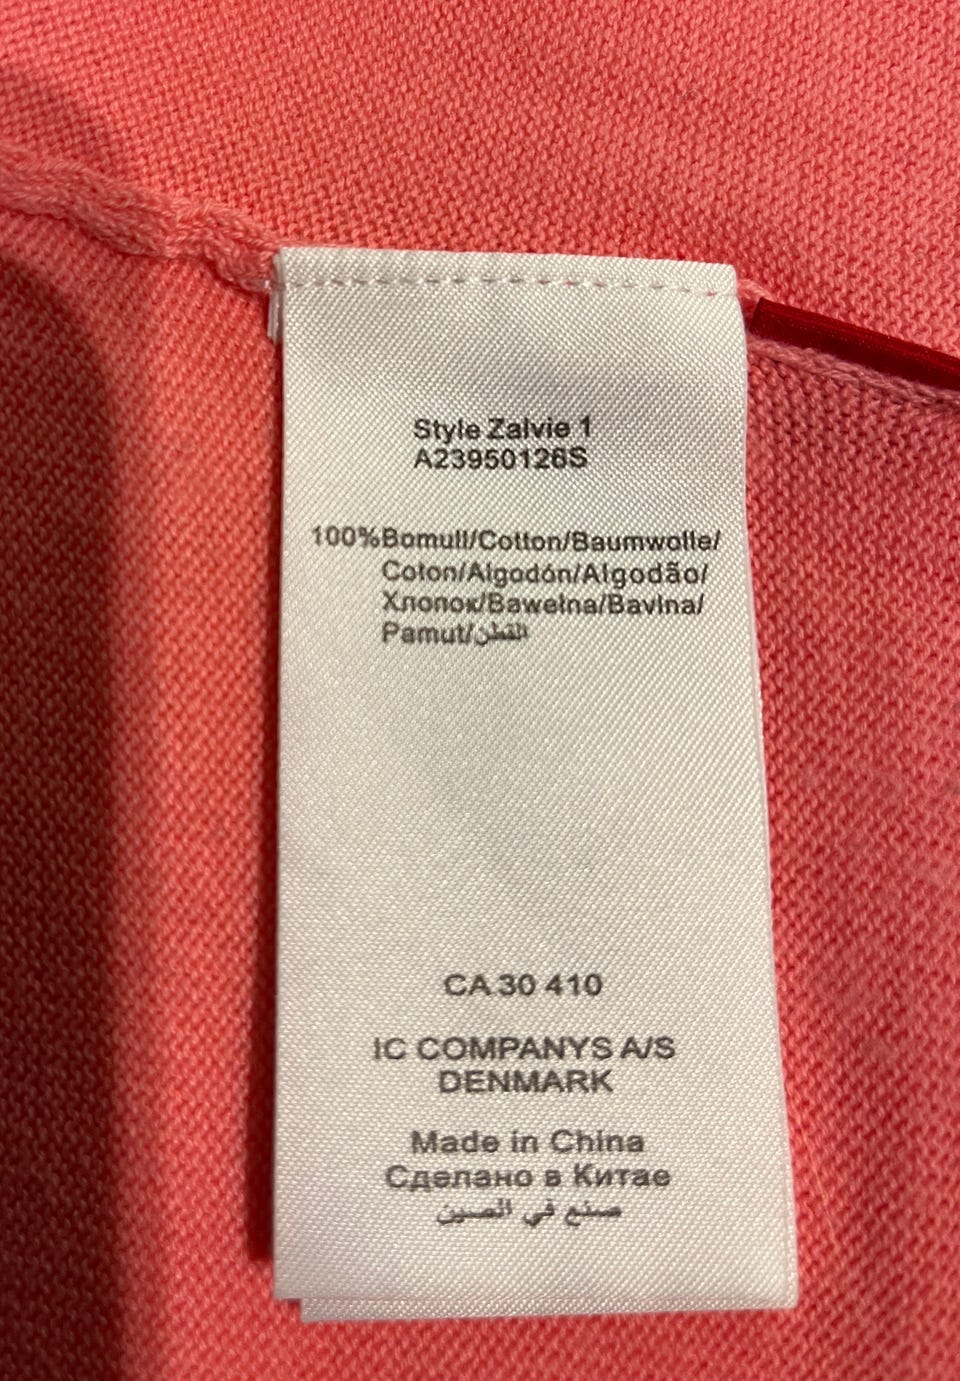 Style Zalvie 1
A23950126S
100%Bomull/Cotton/Baumwolle/
Coton/Algodón/Algodão/
Хлопок/Bawełna/Bavlna/
Pamut/القطن
CA 30 410
IC COMPANYS A/S
DENMARK
Made in China
Сделано в Китае
صنع في الصين